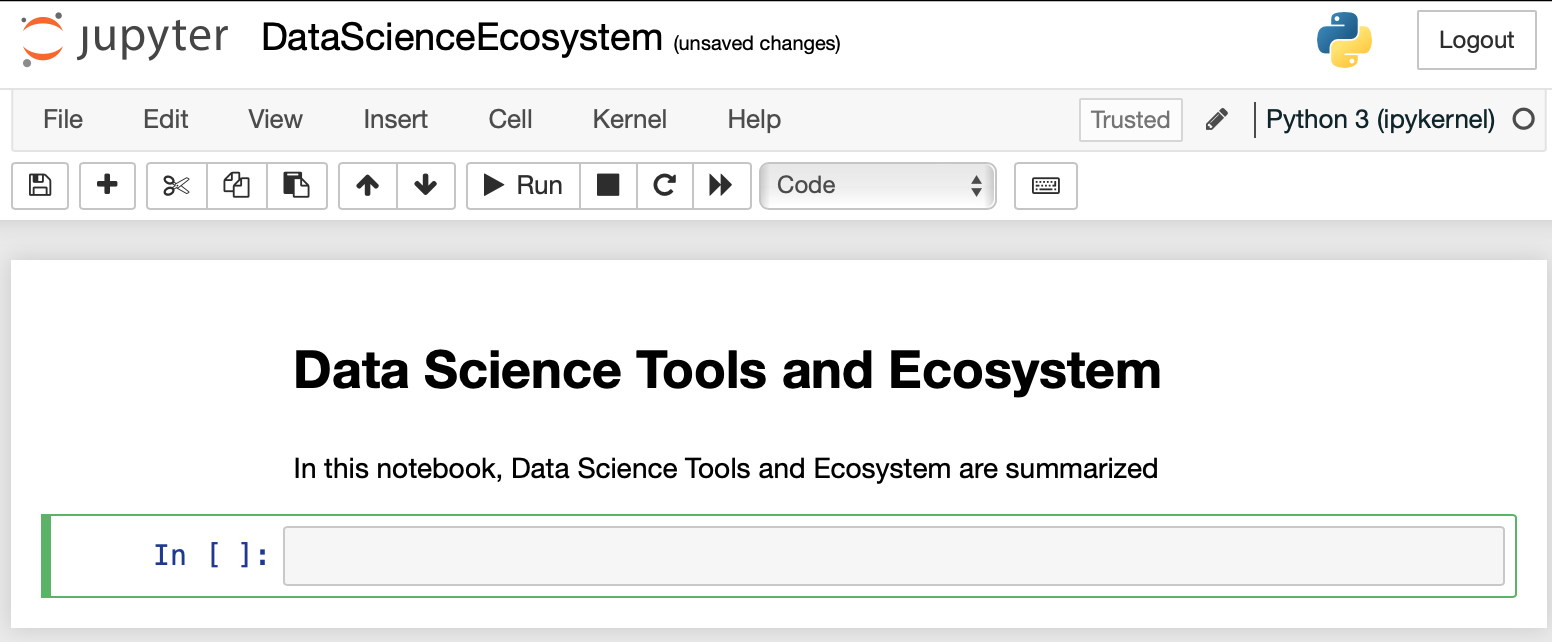 jupyter DataScienceEcosystem (unsaved changes) Logout
File Edit View Insert Cell Kernel Help Trusted Python 3 (ipykernel)
Run Code
Data Science Tools and Ecosystem
In this notebook, Data Science Tools and Ecosystem are summarized
In [ ]: